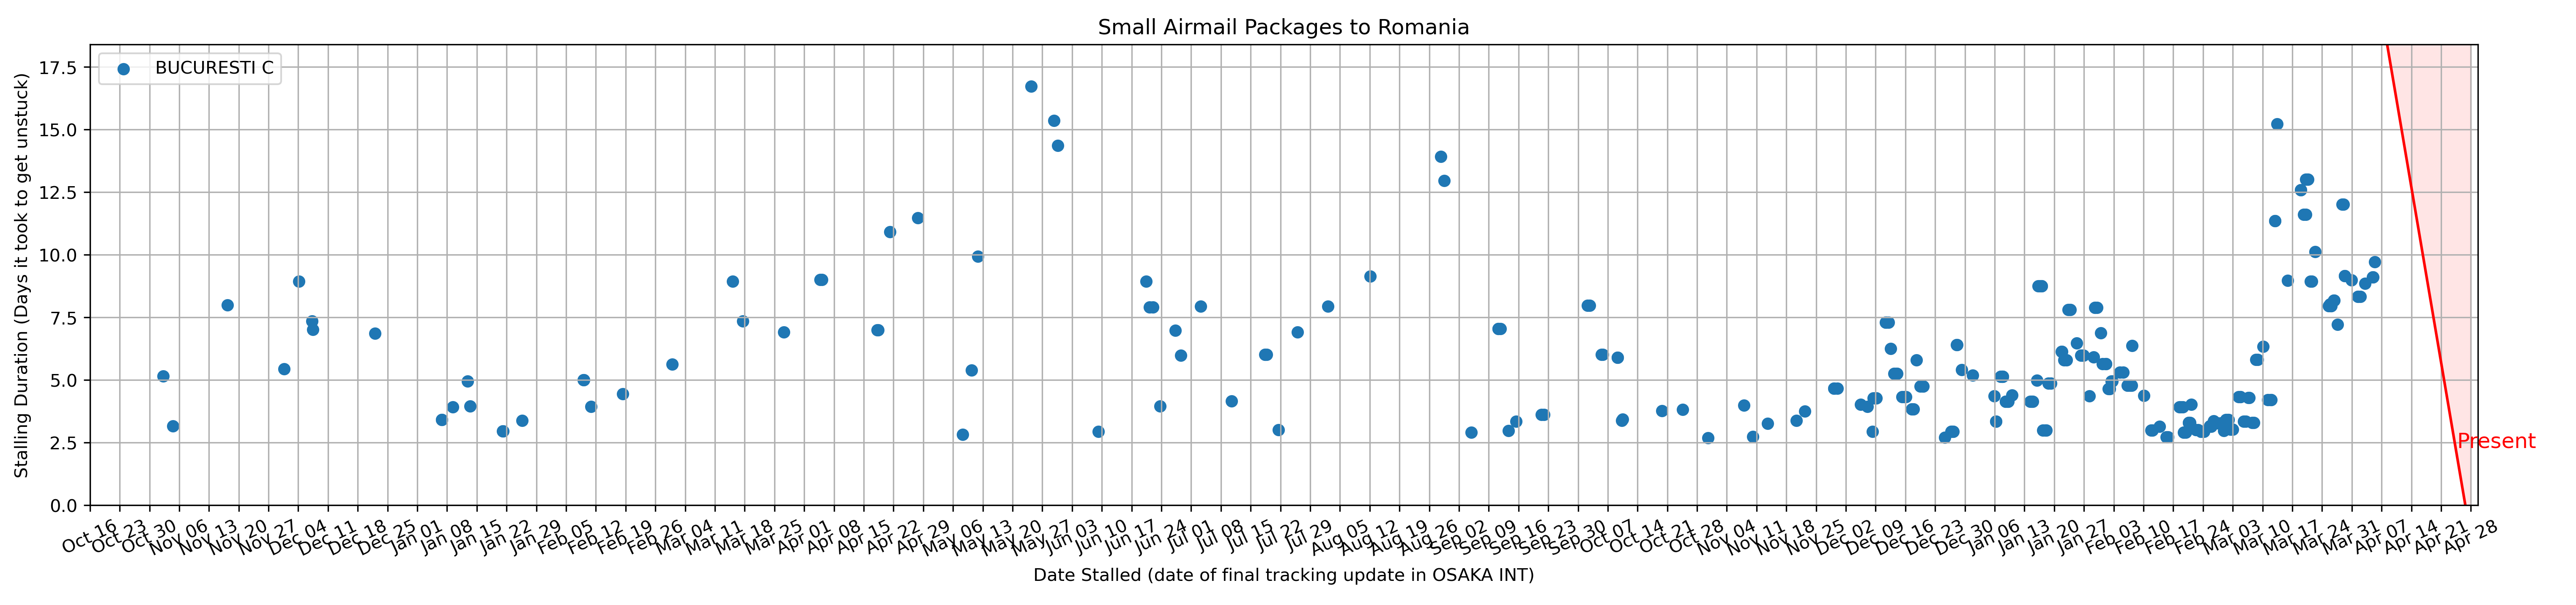 Small Airmail Packages to Romania
BUCURESTI C
Stalling Duration (Days it took to get unstuck)
17.5
15.0
12.5
10.0
7.5
5.0
2.5
0.0
Present
Oct 16
Oct 23
Oct 30
Nov 06
Nov 13
Nov 20
Nov 27
Dec 04
Dec 11
Dec 18
Dec 25
Jan 01
Jan 08
Jan 15
Jan 22
Jan 29
Feb 05
Feb 12
Feb 19
Feb 26
Mar 04
Mar 11
Mar 18
Mar 25
Apr 01
Apr 08
Apr 15
Apr 22
Apr 29
May 06
May 13
May 20
May 27
Jun 03
Jun 10
Jun 17
Jun 24
Jul 01
Jul 08
Jul 15
Jul 22
Jul 29
Aug 05
Aug 12
Aug 19
Aug 26
Sep 02
Sep 09
Sep 16
Sep 23
Sep 30
Oct 07
Oct 14
Oct 21
Oct 28
Nov 04
Nov 11
Nov 18
Nov 25
Dec 02
Dec 09
Dec 16
Dec 23
Dec 30
Jan 06
Jan 13
Jan 20
Jan 27
Feb 03
Feb 10
Feb 17
Feb 24
Mar 03
Mar 10
Mar 17
Mar 24
Mar 31
Apr 07
Apr 14
Apr 21
Apr 28
Date Stalled (date of final tracking update in OSAKA INT)